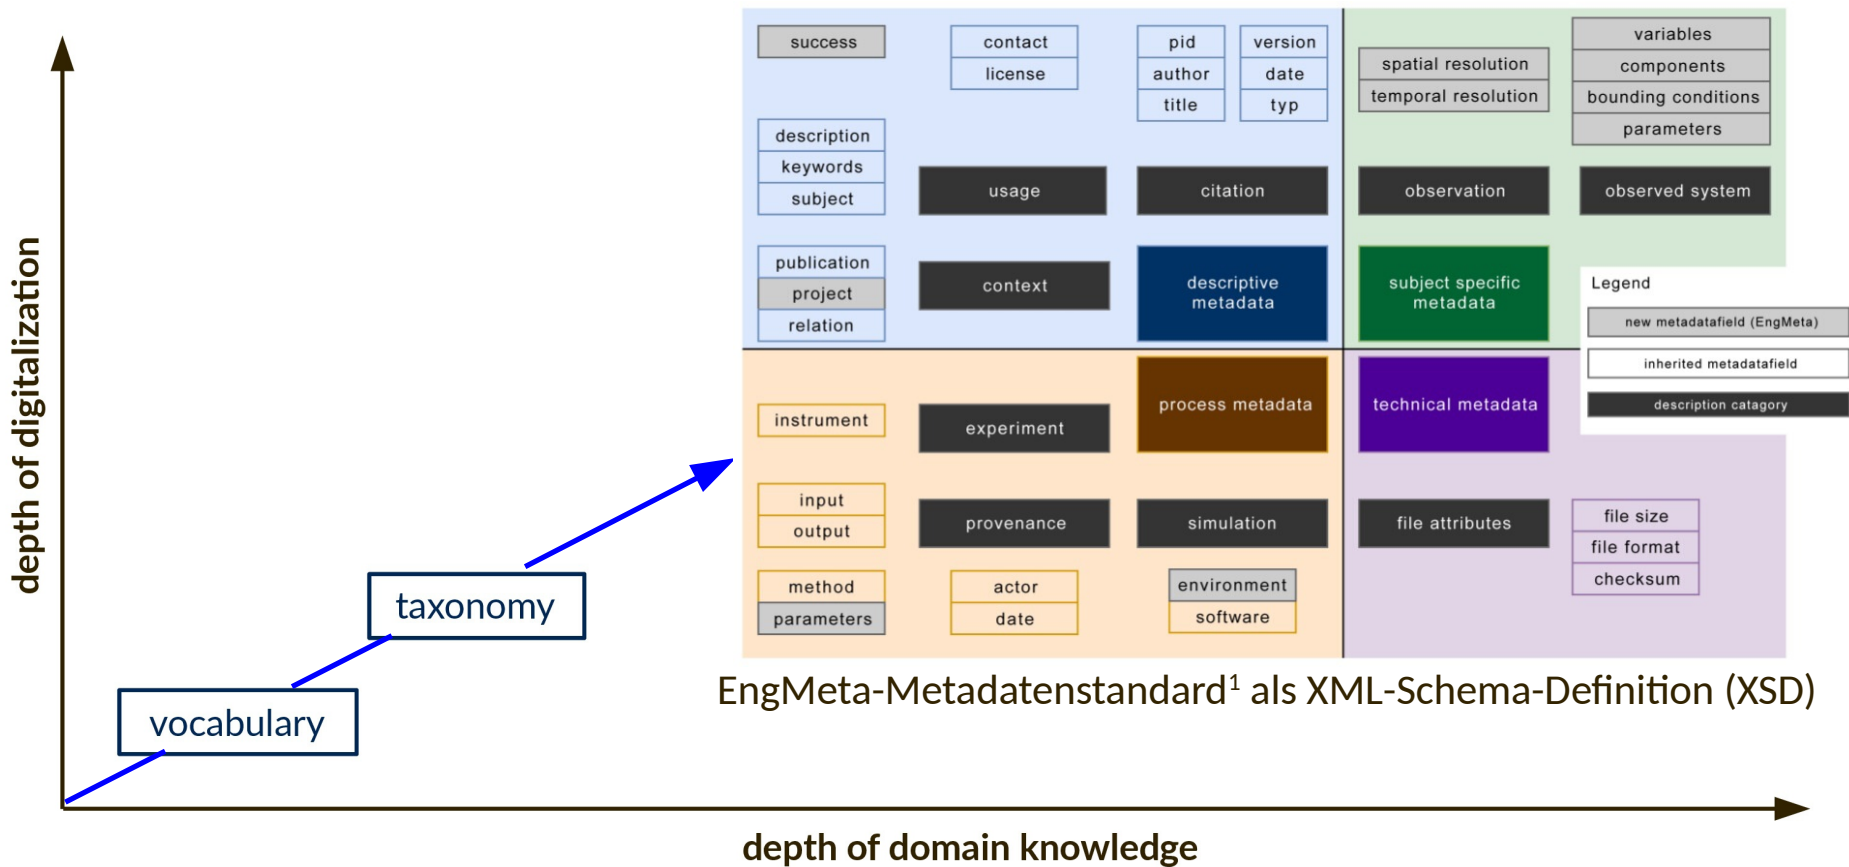 depth of digitalization
vocabulary
taxonomy
success
contact
license
pid
author
title
version
date
typ
description
keywords
subject
usage
citation
publication
project
relation
context
descriptive
metadata
spatial resolution
temporal resolution
variables
components
bounding conditions
parameters
observation
observed system
subject specific
metadata
Legend
new metadatafield (EngMeta)
inherited metadatafield
description catagory
instrument
experiment
process metadata
input
output
provenance
simulation
method
parameters
actor
date
environment
software
technical metadata
file attributes
file size
file format
checksum
EngMeta-Metadatenstandard¹ als XML-Schema-Definition (XSD)
depth of domain knowledge